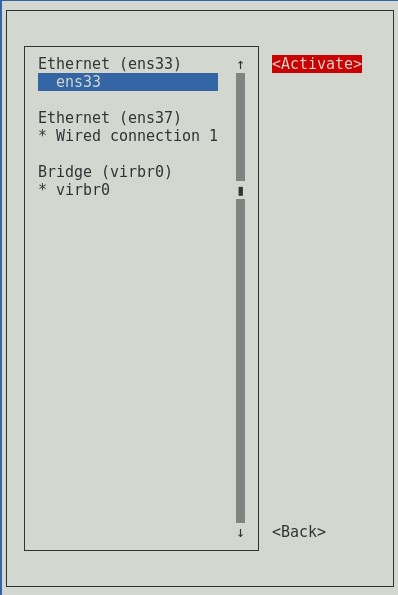 Ethernet (ens33)
ens33
Ethernet (ens37)
* Wired connection 1
Bridge (virbr0)
* virbr0
↑
↓
<Activate>
<Back>